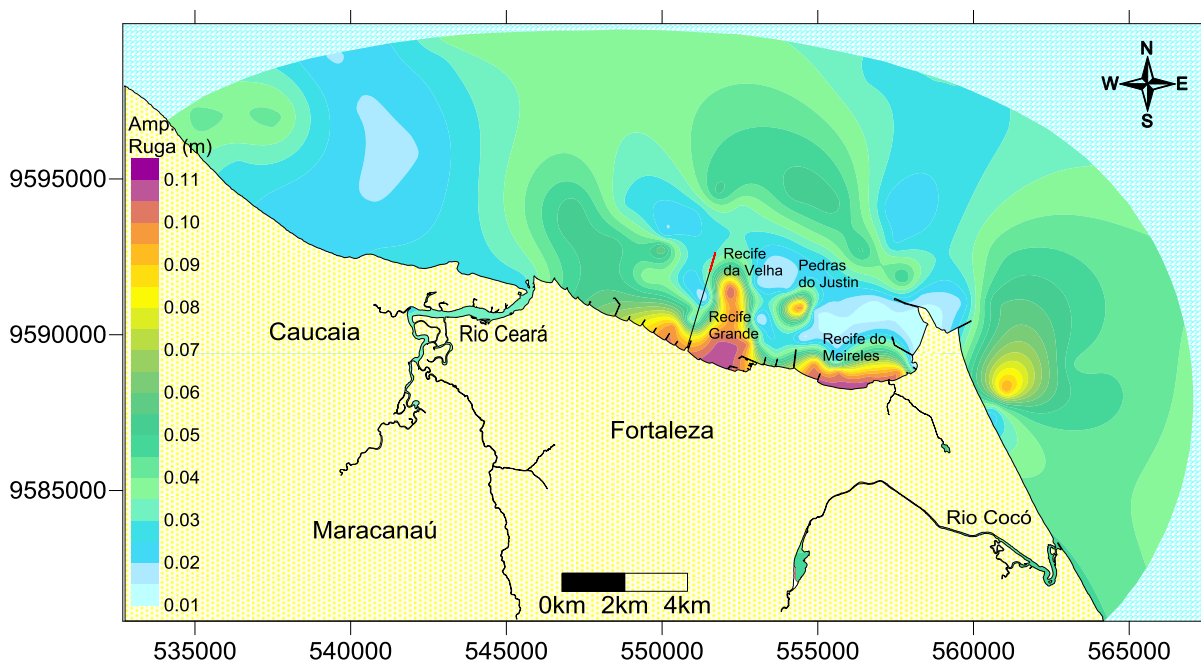 N
W E
S
Amp.
Ruga (m)
0.11
0.10
0.09
0.07
0.06
0.05
0.04
0.03
0.02
0.01
9595000
9590000
9585000
Recife
da Velha
Pedras
do Justin
Recife
Grande
Recife do
Meireles
Caucaia
Rio Ceará
Fortaleza
Maracanaú
Rio Cocó
0km 2km 4km
535000 540000 545000 550000 555000 560000 565000